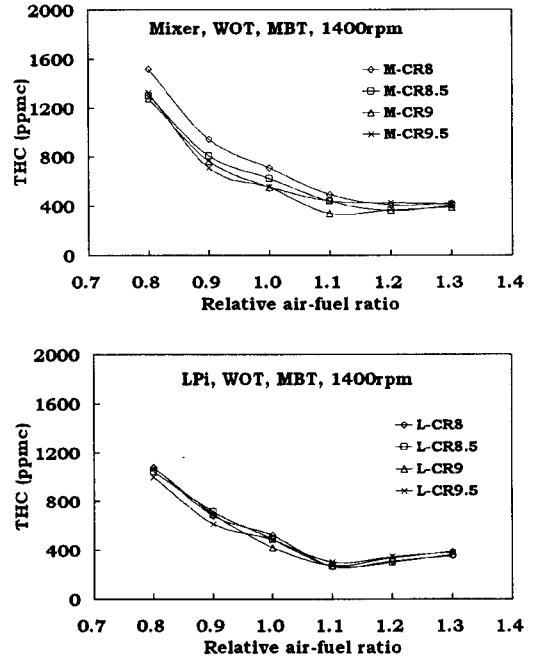 Mixer, WOT, MBT, 1400rpm
THC (ppmc)
2000
1600
1200
800
400
0
M-CR8
M-CR8.5
M-CR9
M-CR9.5
0.7 0.8 0.9 1.0 1.1 1.2 1.3 1.4
Relative air-fuel ratio
LPi, WOT, MBT, 1400rpm
THC (ppmc)
2000
1600
1200
800
400
0
L-CR8
L-CR8.5
L-CR9
L-CR9.5
0.7 0.8 0.9 1.0 1.1 1.2 1.3 1.4
Relative air-fuel ratio